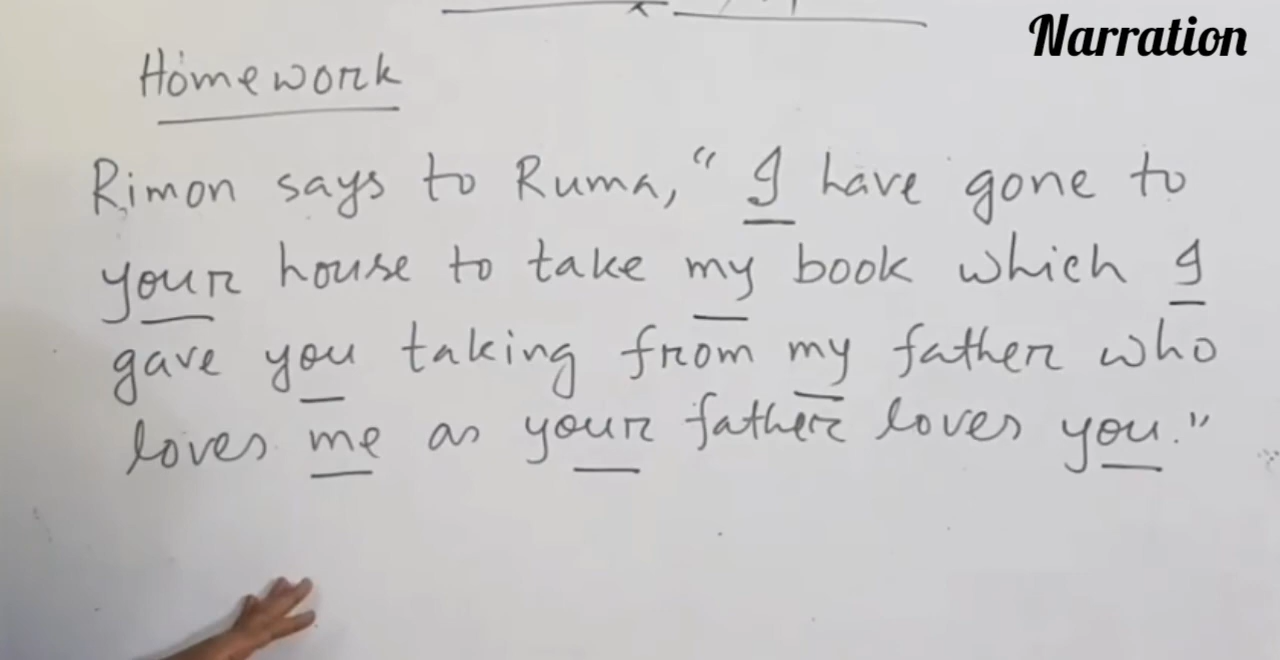 Narration
Homework
Rimon says to Ruma, " I have gone to
your house to take my book which I
gave you taking from my father who
loves me as your father loves you."